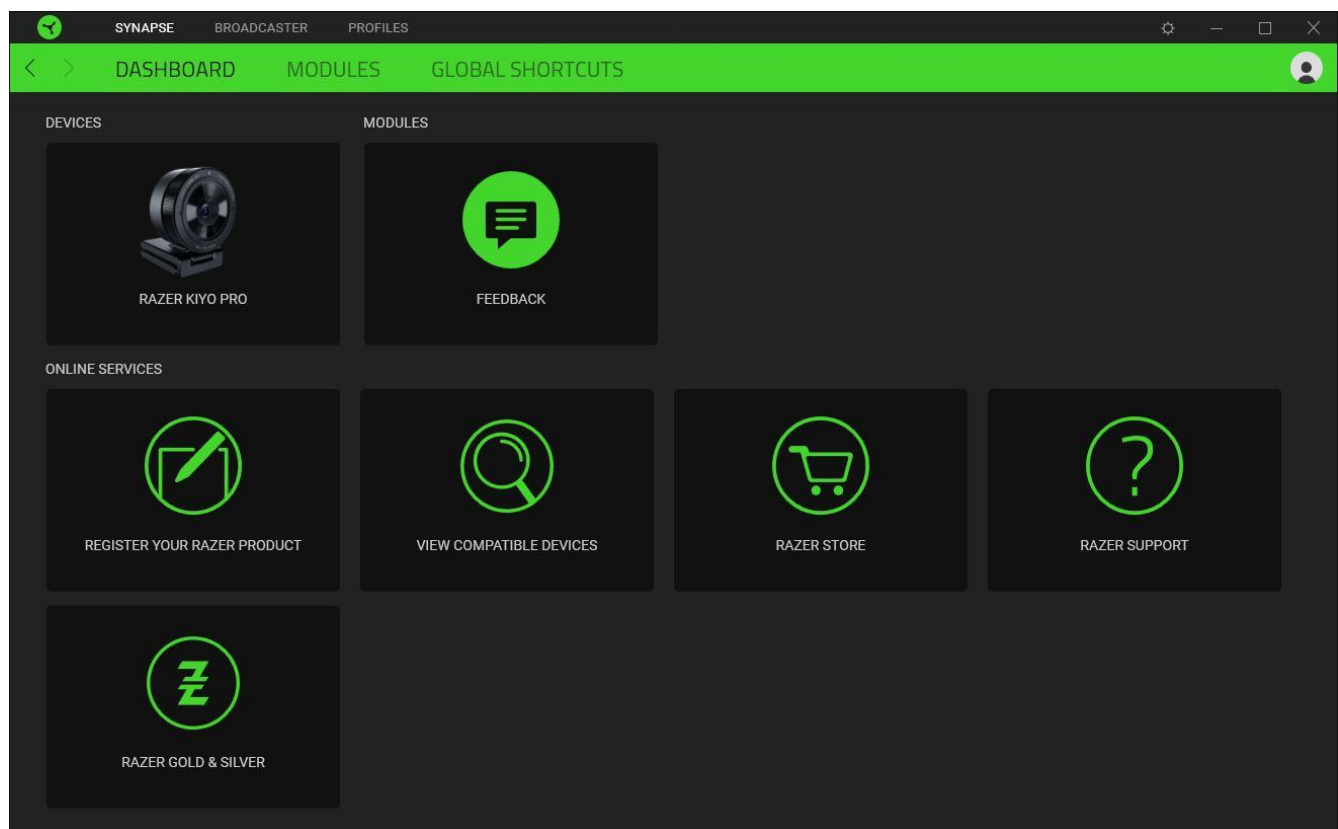 SYNAPSE BROADCASTER PROFILES
DASHBOARD MODULES GLOBAL SHORTCUTS
DEVICES MODULES
RAZER KIYO PRO FEEDBACK
ONLINE SERVICES
REGISTER YOUR RAZER PRODUCT VIEW COMPATIBLE DEVICES RAZER STORE RAZER SUPPORT
RAZER GOLD & SILVER